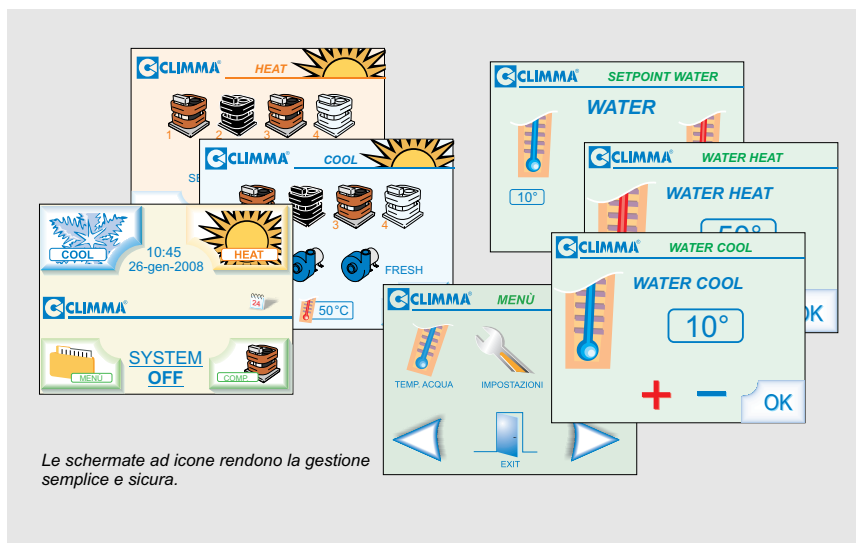 CLIMMA®
HEAT
1 2 3 4
SE
CLIMMA®
COOL
3 4
FRESH
50°C
COOL
10:45
26-gen-2008
HEAT
CLIMMA®
24
MENÙ
SYSTEM
OFF
COMP.
CLIMMA®
SETPOINT WATER
WATER
10°
CLIMMA®
WATER HEAT
WATER HEAT
50°
OK
CLIMMA®
WATER COOL
WATER COOL
10°
+ −
OK
CLIMMA®
MENÙ
TEMP. ACQUA
IMPOSTAZIONI
EXIT
Le schermate ad icone rendono la gestione
semplice e sicura.